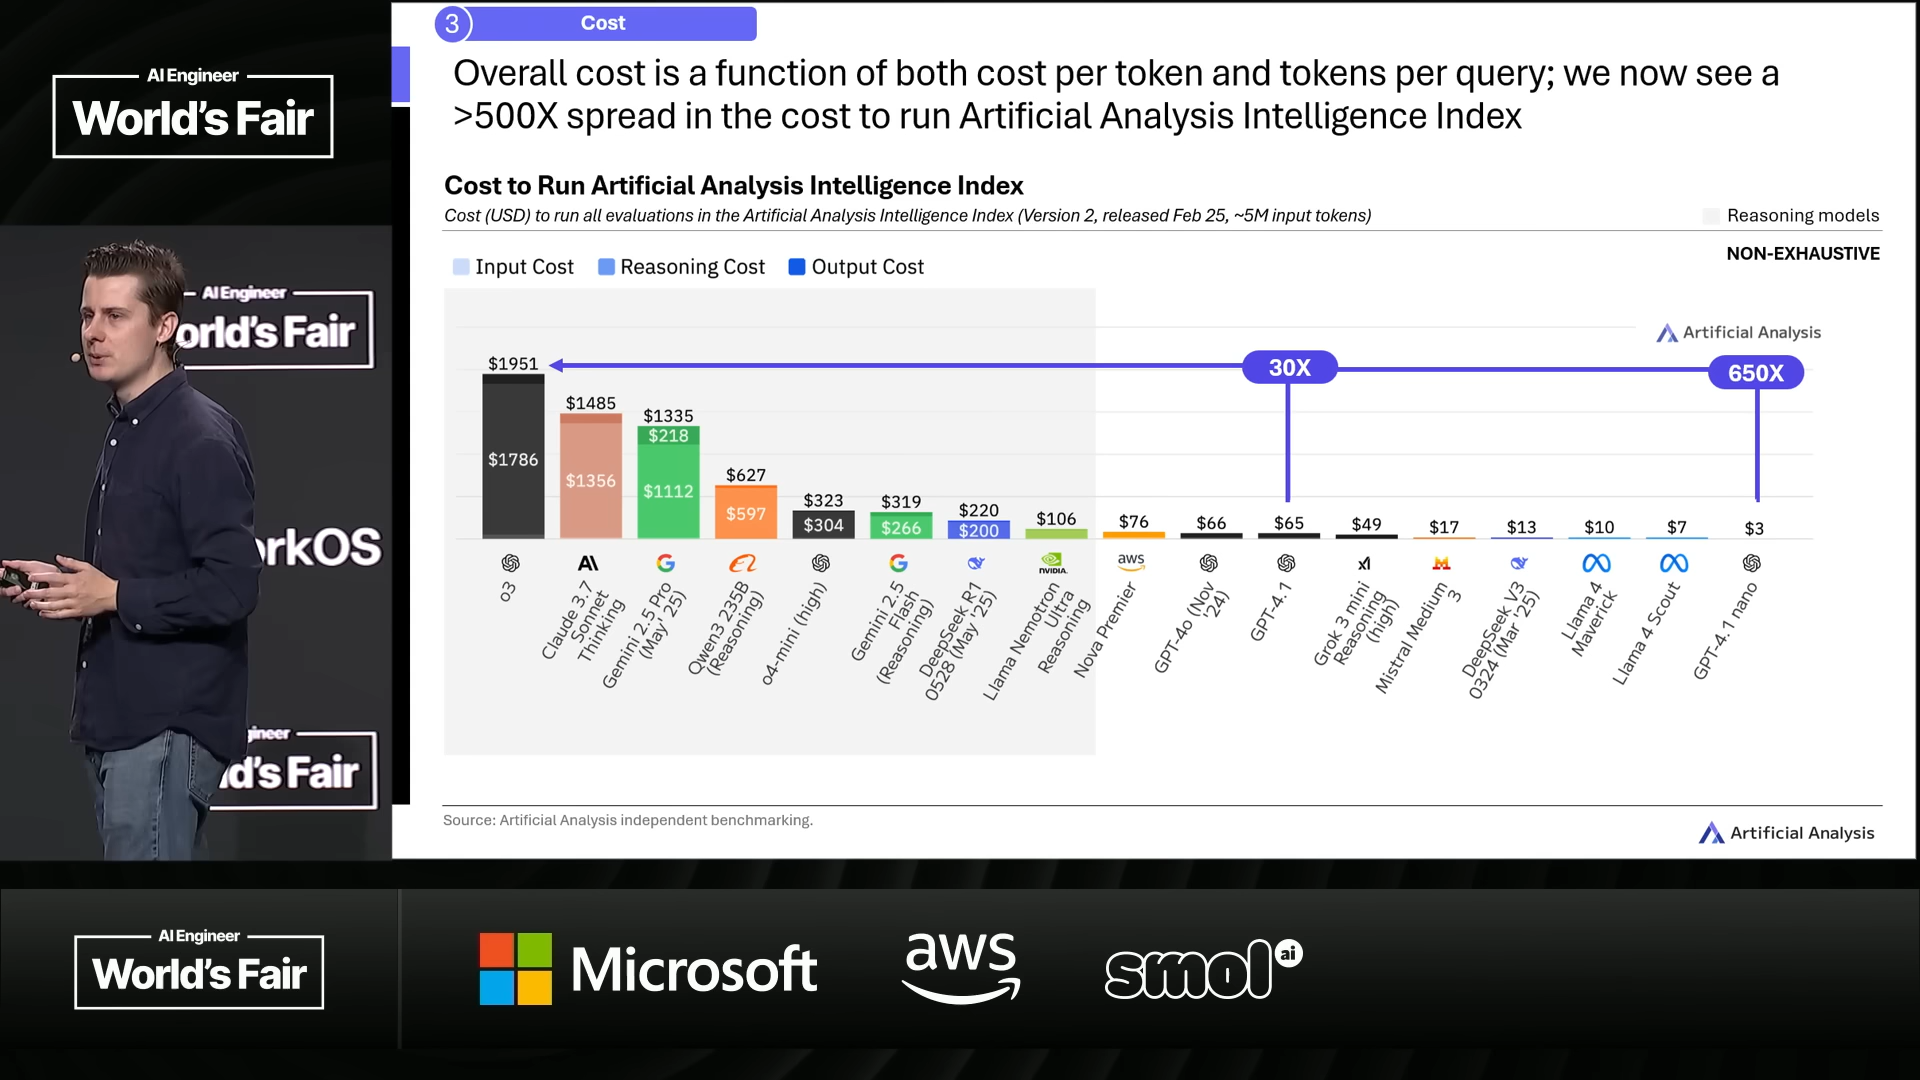 AI Engineer
World's Fair
AI Engineer
orld's Fair
orkOS
gineer
d's Fair
3
Cost
Overall cost is a function of both cost per token and tokens per query; we now see a
>500X spread in the cost to run Artificial Analysis Intelligence Index
Cost to Run Artificial Analysis Intelligence Index
Cost (USD) to run all evaluations in the Artificial Analysis Intelligence Index (Version 2, released Feb 25, ~5M input tokens)
Reasoning models
NON-EXHAUSTIVE
Input Cost
Reasoning Cost
Output Cost
Artificial Analysis
30X
650X
$1951
$1786
$1485
$1356
$1335
$218
$1112
$627
$597
$323
$304
$319
$266
$220
$200
$106
$76
$66
$65
$49
$17
$13
$10
$7
$3
NVIDIA.
aws
o3
Claude 3.7
Sonnet
Thinking
Gemini 2.5 Pro
(May' 25)
Qwen3 235B
(Reasoning)
o4-mini (high)
Gemini 2.5
Flash
(Reasoning)
DeepSeek R1
0528 (May '25)
Llama Nemotron
Ultra
Reasoning
Nova Premier
GPT-4o (Nov
'24)
GPT-4.1
Grok 3 mini
Reasoning
(high)
Mistral Medium
3
DeepSeek V3
0324 (Mar '25)
Llama 4
Maverick
Llama 4 Scout
GPT-4.1 nano
Source: Artificial Analysis independent benchmarking.
Artificial Analysis
AI Engineer
World's Fair
Microsoft
aws
smol ai